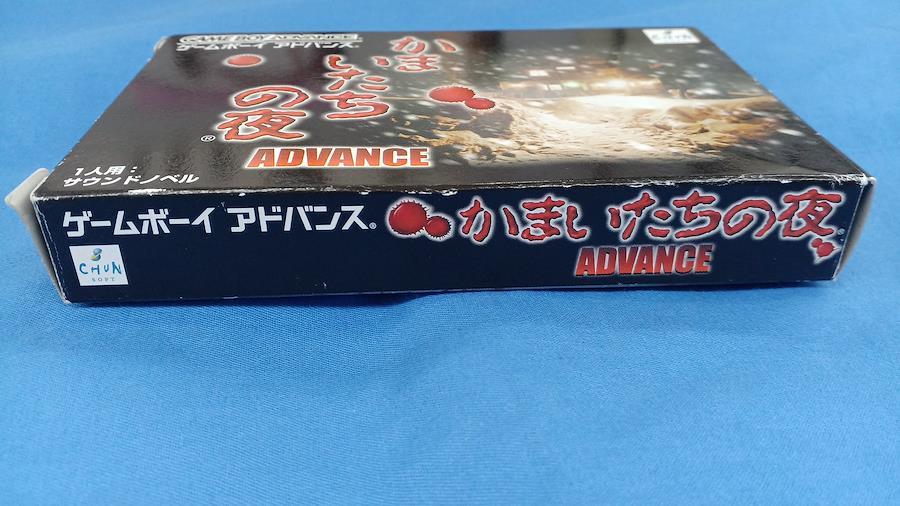 GAME BOY ADVANCE
ゲームボーイ アドバンス
CHUN
かま
いたち
の夜®
ADVANCE
1人用:
サウンドノベル
ゲームボーイ アドバンス®
かまいたちの夜®
ADVANCE
CHUN
SOFT